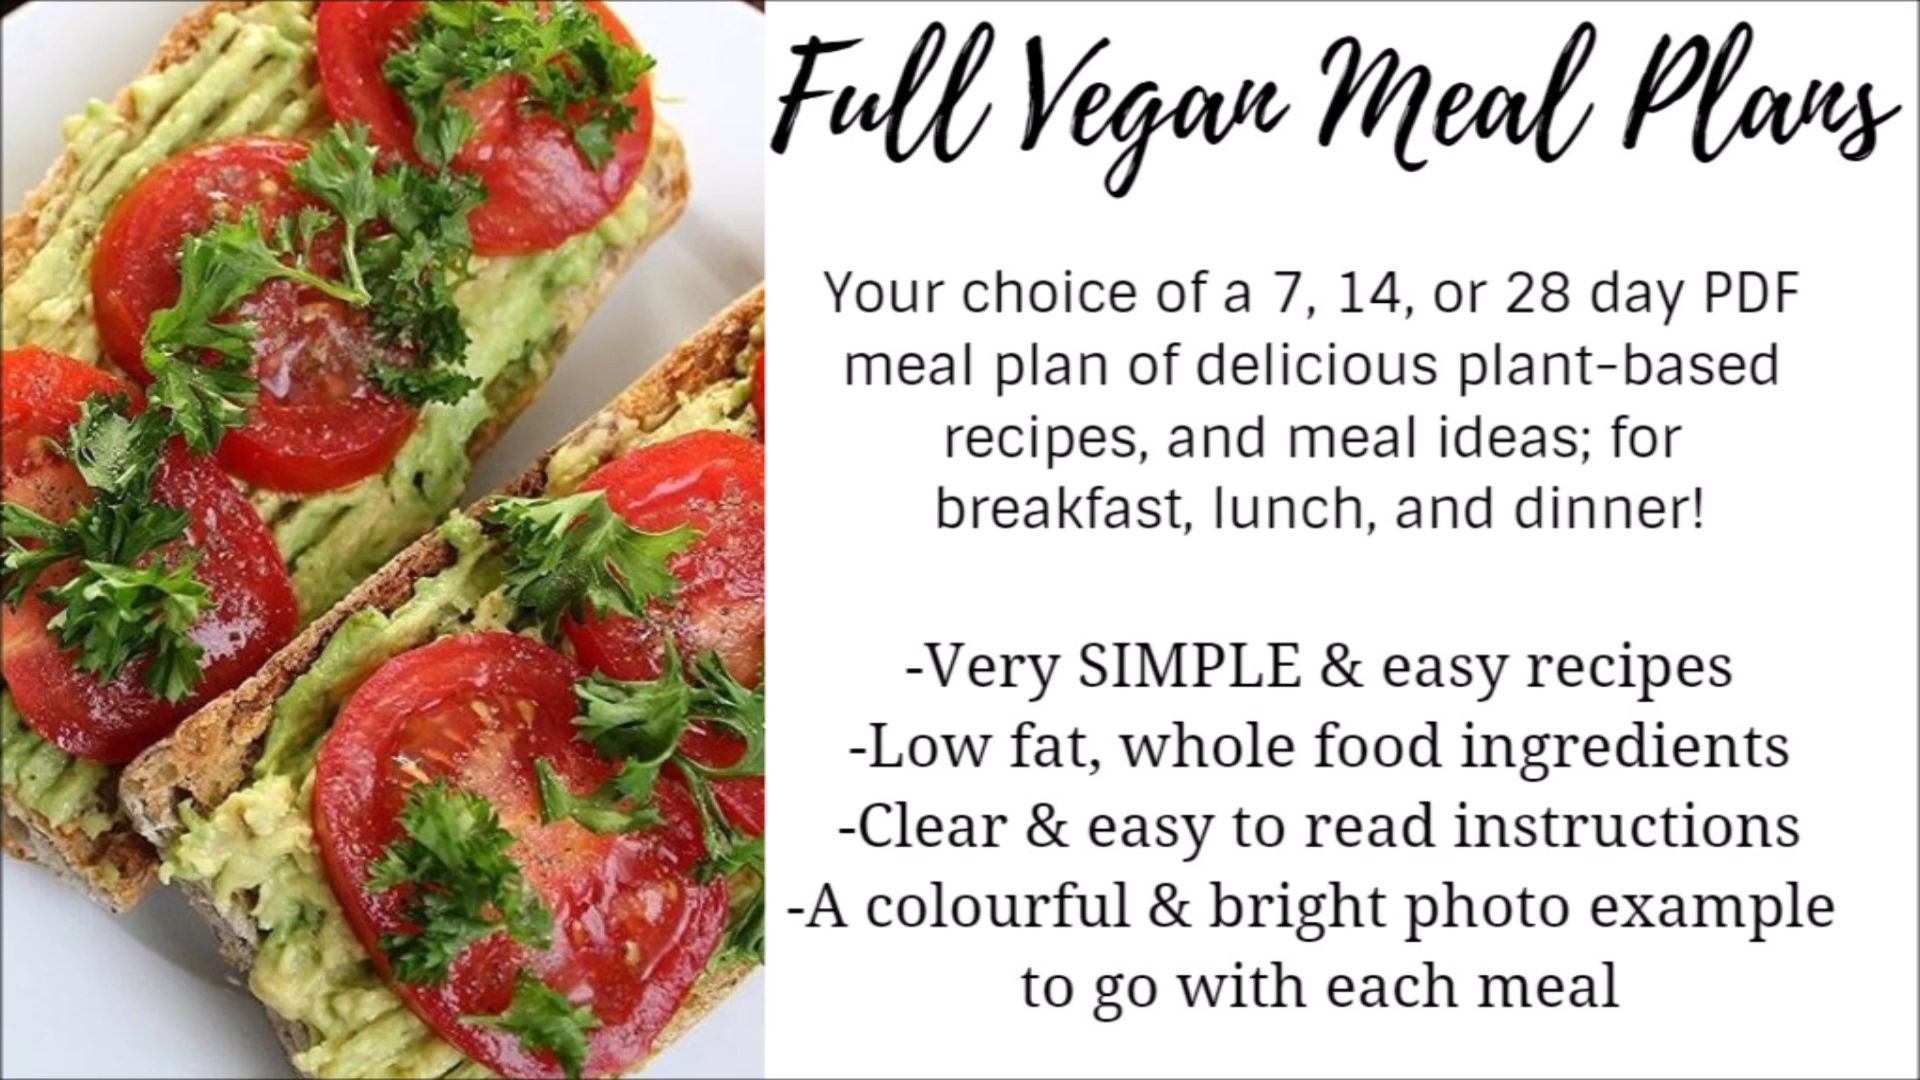 Full Vegan Meal Plans
Your choice of a 7, 14, or 28 day PDF
meal plan of delicious plant-based
recipes, and meal ideas; for
breakfast, lunch, and dinner!
-Very SIMPLE & easy recipes
-Low fat, whole food ingredients
-Clear & easy to read instructions
-A colourful & bright photo example
to go with each meal